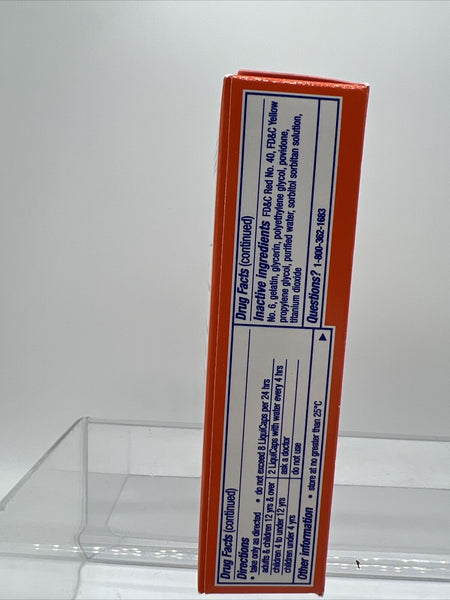 Drug Facts (continued)
Directions
• take only as directed • do not exceed 8 LiquiCaps per 24 hrs
adults & children 12 yrs & over 2 LiquiCaps with water every 4 hrs
children 4 to under 12 yrs ask a doctor
children under 4 yrs do not use
Other information • store at no greater than 25°C
Drug Facts (continued)
Inactive ingredients FD&C Red No. 40, FD&C Yellow
No. 6, gelatin, glycerin, polyethylene glycol, povidone,
propylene glycol, purified water, sorbitol sorbitan solution,
titanium dioxide
Questions? 1-800-362-1683